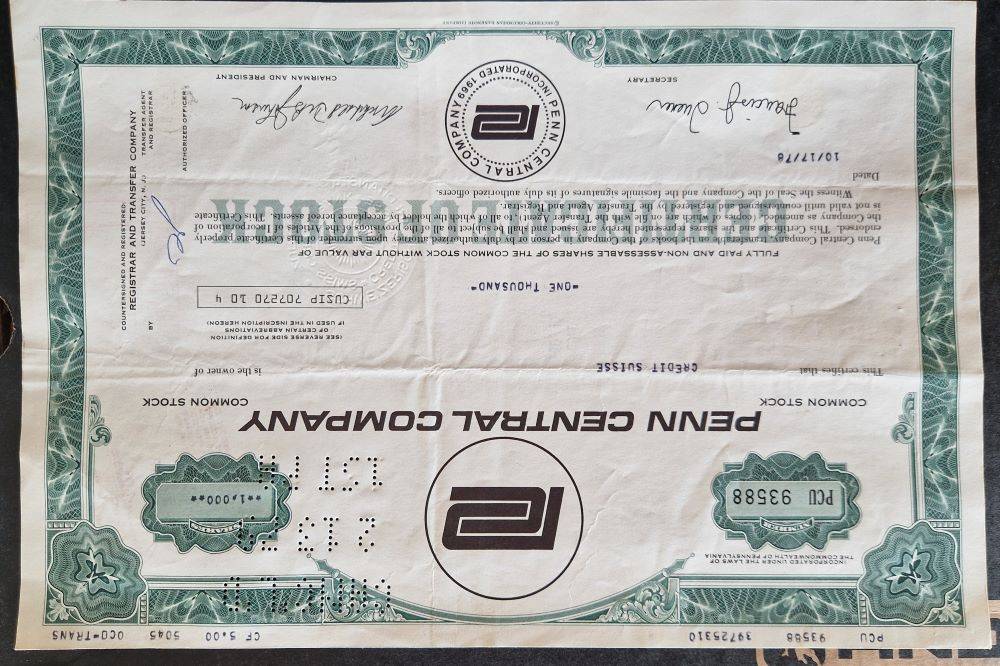 PCU 93588 39725310 CF 5.00 5045 OCO=TRANS
INCORPORATED UNDER THE LAWS OF
THE COMMONWEALTH OF PENNSYLVANIA
NUMBER
PCU 93588
SHARES
**1,000**
PENN CENTRAL COMPANY
COMMON STOCK COMMON STOCK
This certifies that CREDIT SUISSE is the owner of
(SEE REVERSE SIDE FOR DEFINITION
OF CERTAIN ABBREVIATIONS
IF USED IN THE INSCRIPTION HEREON)
CUSIP 707270 10 4
=ONE THOUSAND=
FULLY PAID AND NON-ASSESSABLE SHARES OF THE COMMON STOCK WITHOUT PAR VALUE OF
Penn Central Company transferable on the books of the Company in person or by duly authorized attorney upon surrender of this Certificate properly
endorsed. This Certificate and the shares represented hereby are issued and shall be subject to all of the provisions of the Articles of Incorporation of
the Company as amended (copies of which are on file with the Transfer Agent), to all of which the holder by acceptance hereof assents. This Certificate
is not valid until countersigned and registered by the Transfer Agent and Registrar.
Witness the Seal of the Company and the facsimile signatures of its duly authorized officers.
Dated
10/17/78
SECRETARY
PENN CENTRAL COMPANY
INCORPORATED 1969
CHAIRMAN AND PRESIDENT
COUNTERSIGNED AND REGISTERED:
REGISTRAR AND TRANSFER COMPANY
(JERSEY CITY, N. J.) TRANSFER AGENT
AND REGISTRAR
BY
AUTHORIZED OFFICER
© SECURITY-COLUMBIAN BANKNOTE COMPANY